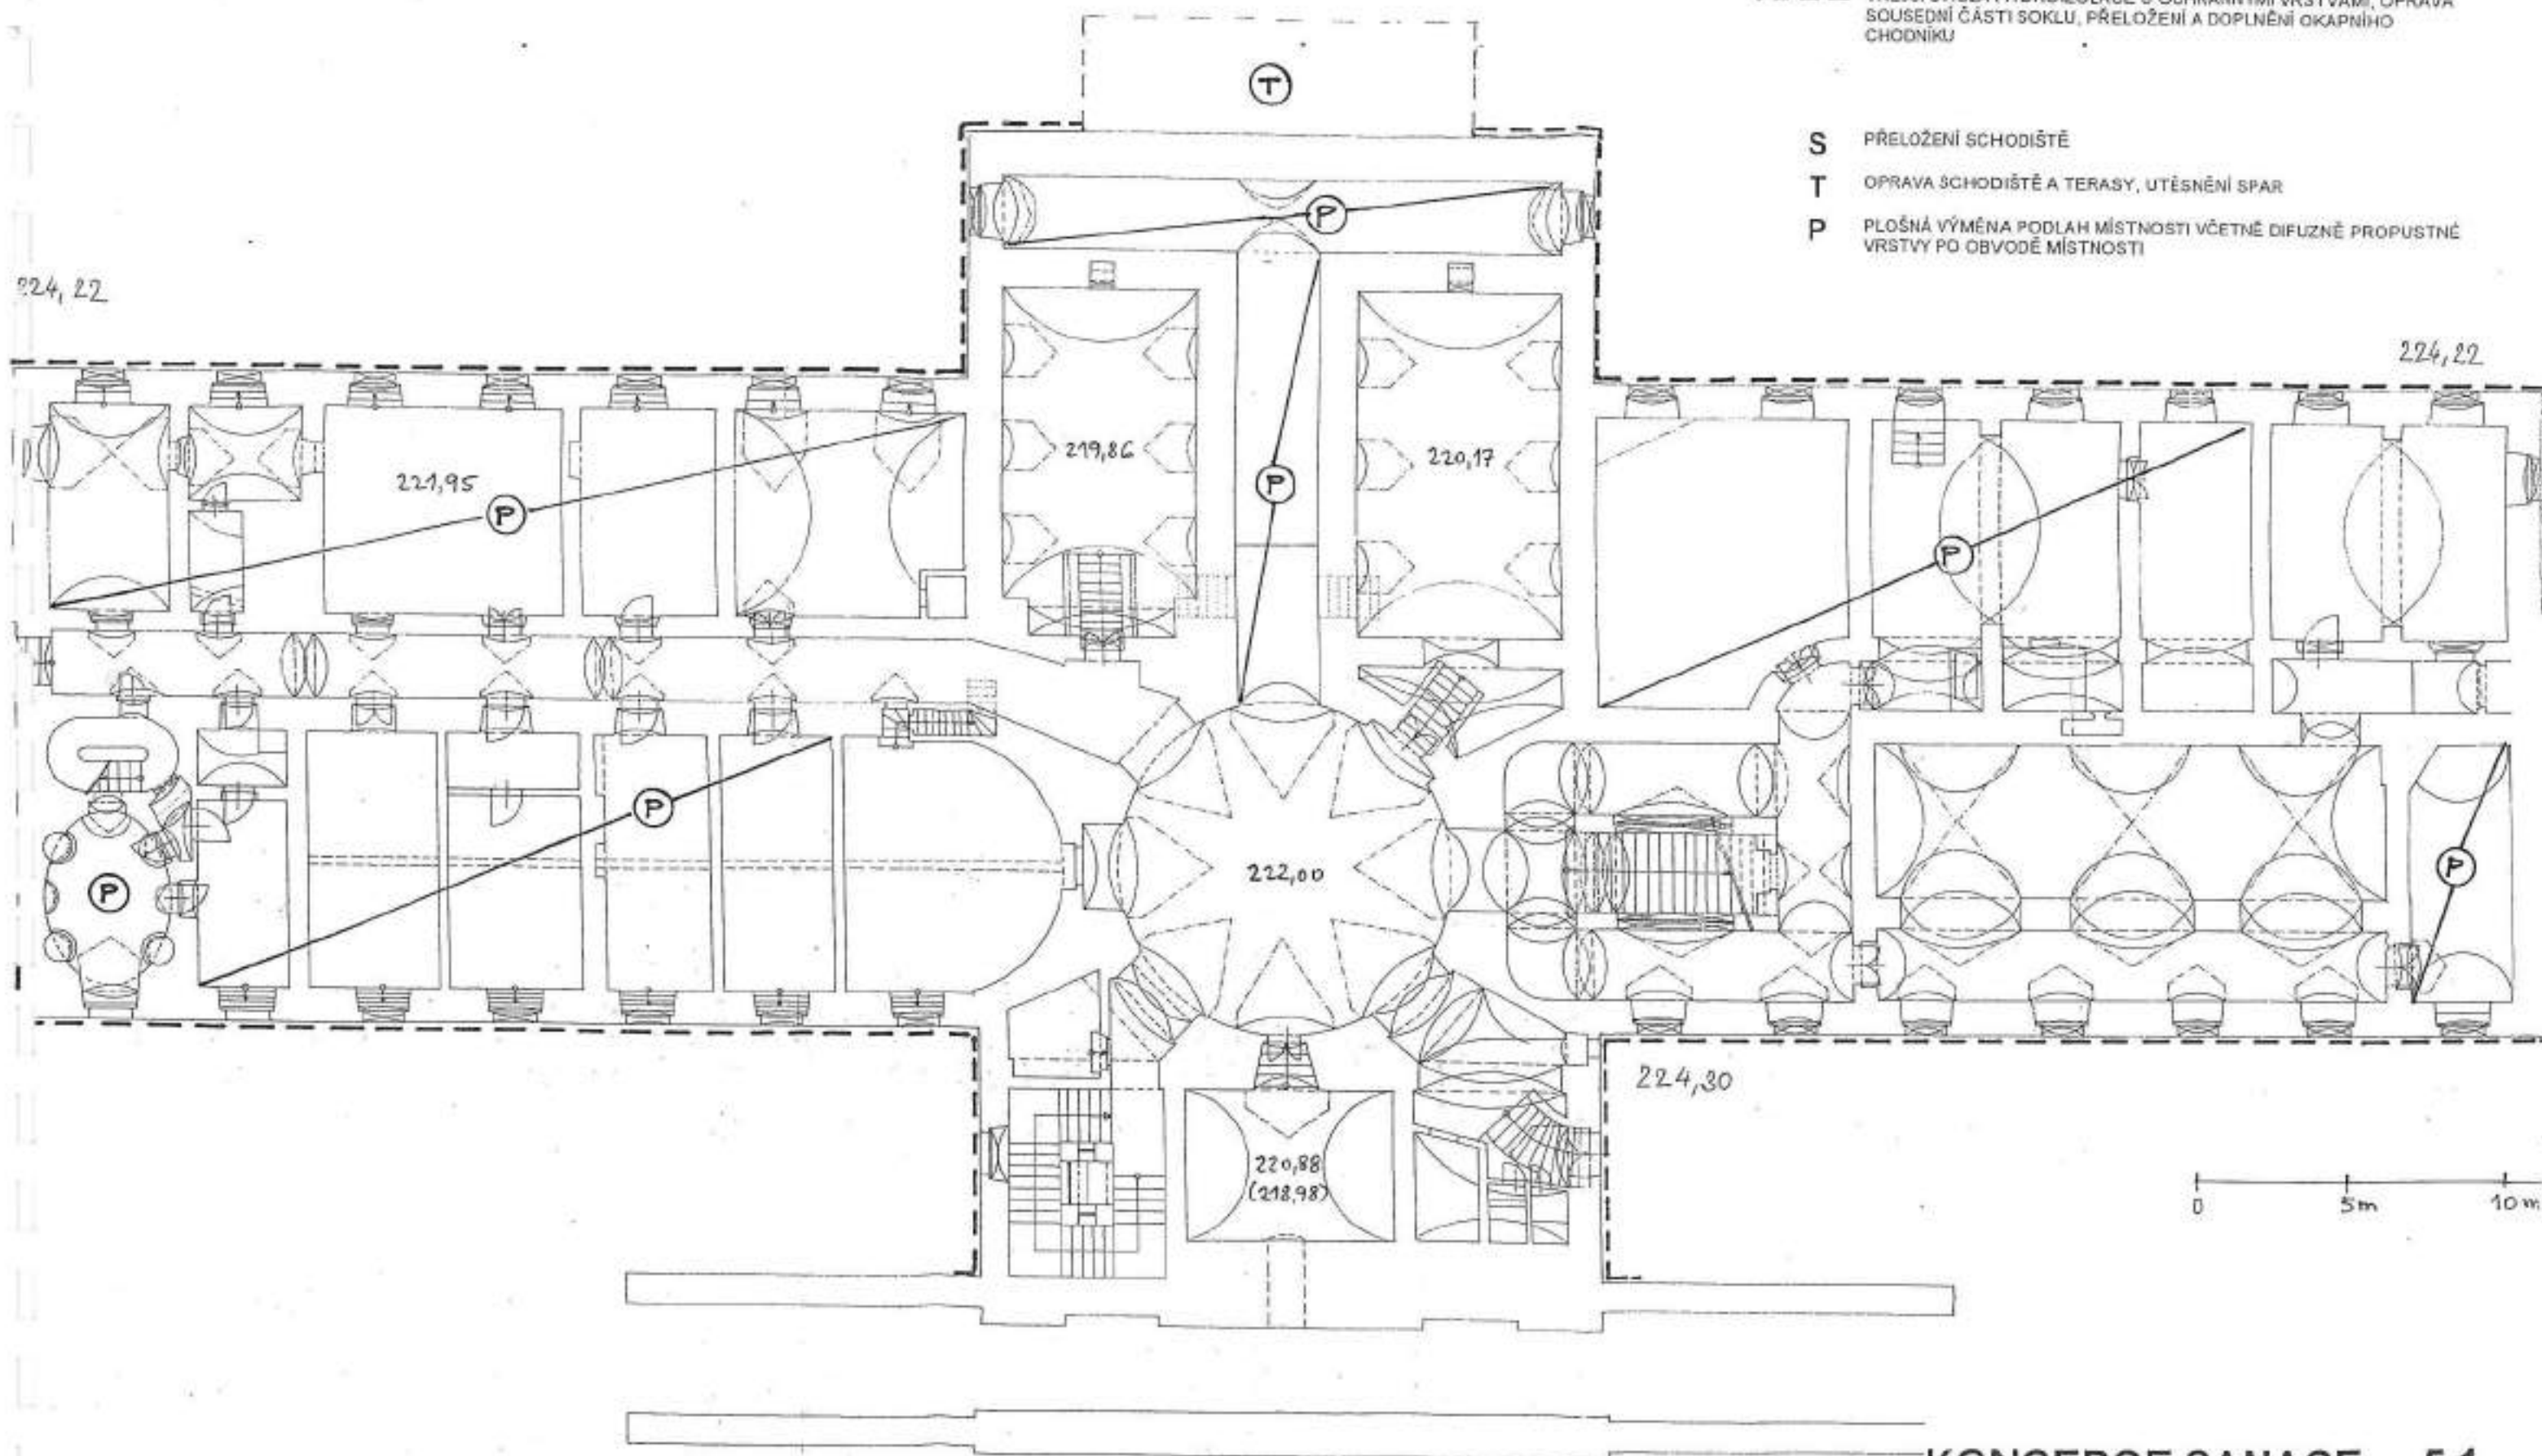 SOUSEDNÍ ČÁSTI SOKLU, PŘELOŽENÍ A DOPLNĚNÍ OKAPNÍHO
CHODNÍKU
T
S PŘELOŽENÍ SCHODIŠTĚ
T OPRAVA SCHODIŠTĚ A TERASY, UTĚSNĚNÍ SPAR
P PLOŠNÁ VÝMĚNA PODLAH MÍSTNOSTI VČETNĚ DIFUZNĚ PROPUSTNÉ
VRSTVY PO OBVODĚ MÍSTNOSTI
P
224,22
224,22
219,86
220,17
221,95
P
P
P
P
222,00
P
P
224,30
220,88
(218,98)
0 5m 10m
KONCEPCE SANACE 5.1